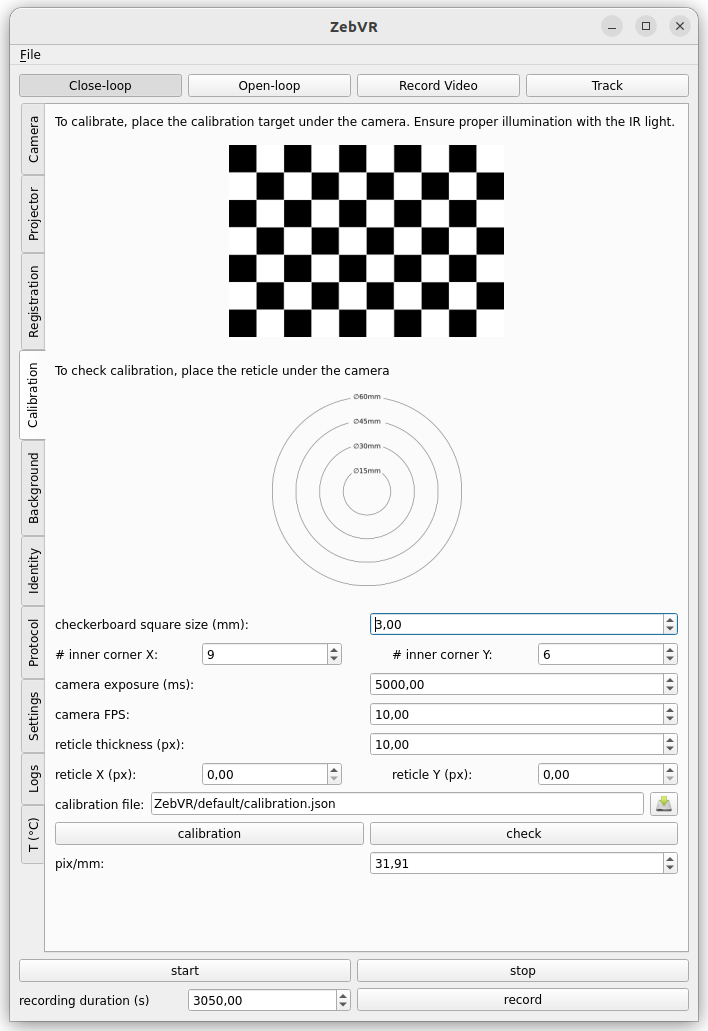 ZebVR
File
Close-loop Open-loop Record Video Track
Camera
Projector
Registration
Calibration
Background
Identity
Protocol
Settings
Logs
T (°C)
To calibrate, place the calibration target under the camera. Ensure proper illumination with the IR light.
To check calibration, place the reticle under the camera
∅60mm
∅45mm
∅30mm
∅15mm
checkerboard square size (mm): 3,00
# inner corner X: 9 # inner corner Y: 6
camera exposure (ms): 5000,00
camera FPS: 10,00
reticle thickness (px): 10,00
reticle X (px): 0,00 reticle Y (px): 0,00
calibration file: ZebVR/default/calibration.json
calibration check
pix/mm: 31,91
start stop
recording duration (s) 3050,00 record